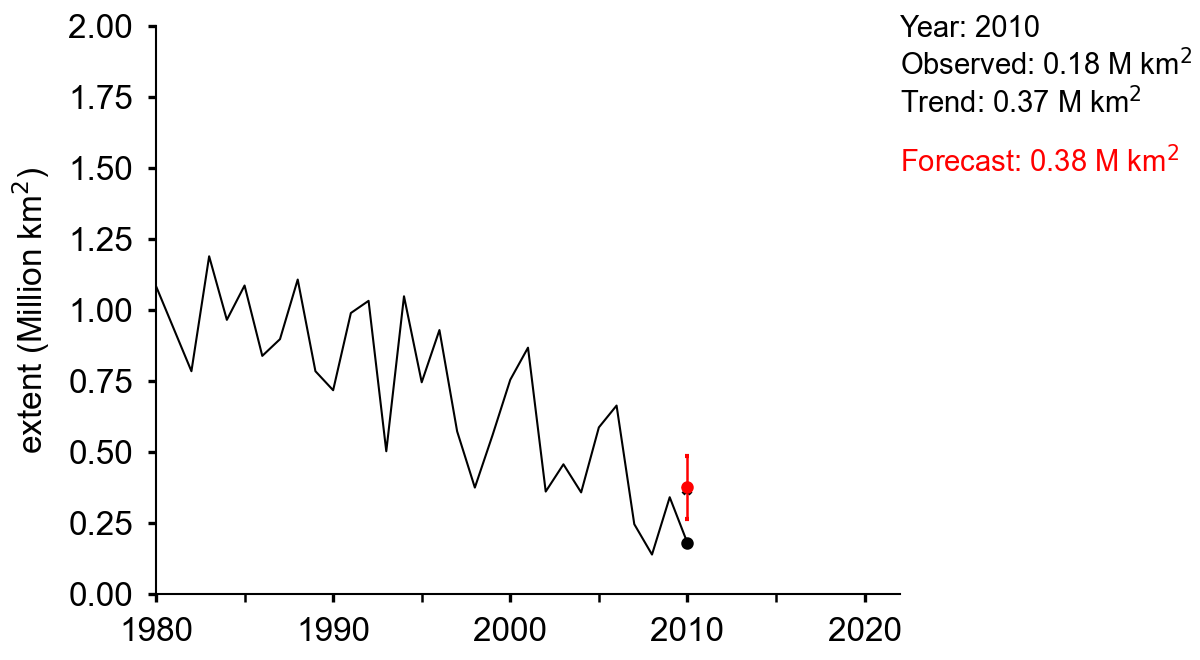 2.00
1.75
1.50
1.25
1.00
0.75
0.50
0.25
0.00
extent (Million km²)
1980 1990 2000 2010 2020
Year: 2010
Observed: 0.18 M km²
Trend: 0.37 M km²
Forecast: 0.38 M km²